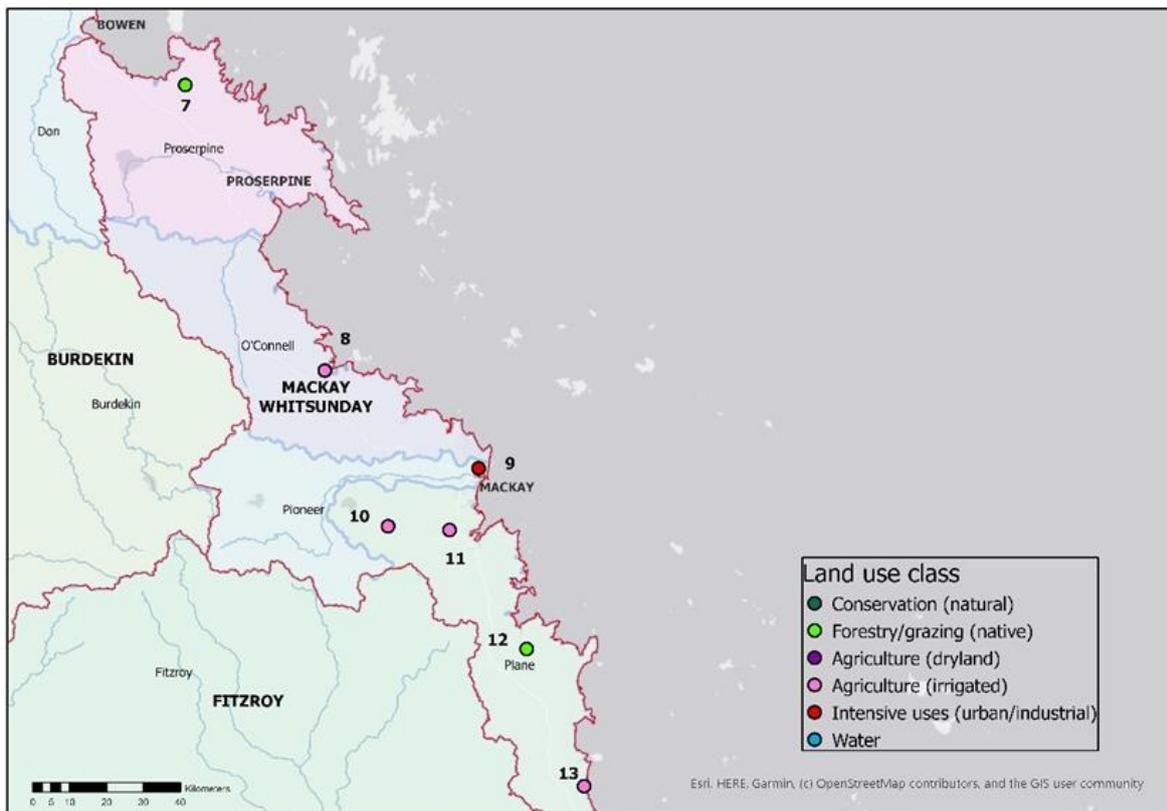 BOWEN
7
Don
Proserpine
PROSERPINE
8
O'Connell
BURDEKIN
MACKAY
WHITSUNDAY
Burdekin
9
MACKAY
Pioneer
10
11
12
Plane
Fitzroy
FITZROY
13
Land use class
Conservation (natural)
Forestry/grazing (native)
Agriculture (dryland)
Agriculture (irrigated)
Intensive uses (urban/industrial)
Water
Kilometers
0 5 10 20 30 40
Esri, HERE, Garmin, (c) OpenStreetMap contributors, and the GIS user community